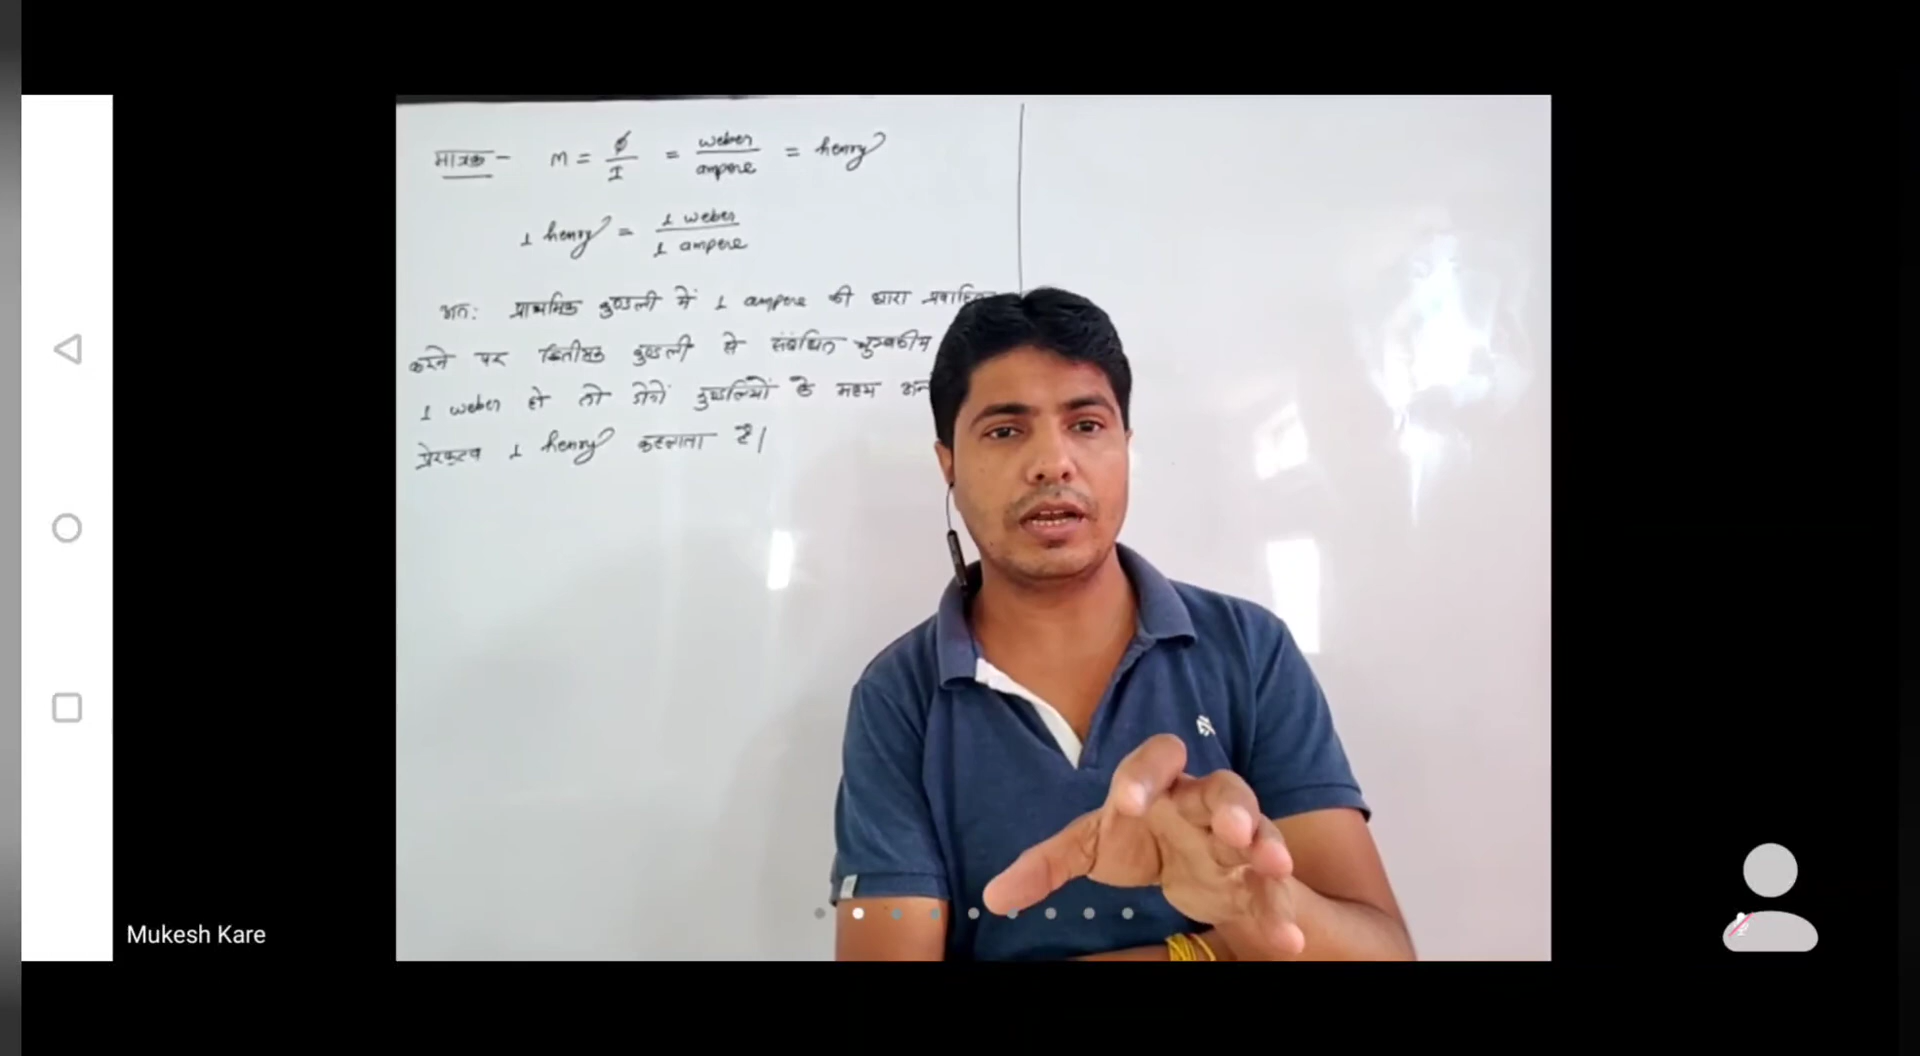 मात्रक - M = ϕ/I = weber/ampere = henry
1 henry = 1 weber/1 ampere
अतः प्राथमिक कुण्डली में 1 ampere की धारा प्रवाहित
करने पर द्वितीयक कुण्डली से संबंधित चुम्बकीय
1 weber हो तो दोनों कुण्डलियों के मध्य अन्
प्रेरकत्व 1 henry कहलाता है।
Mukesh Kare